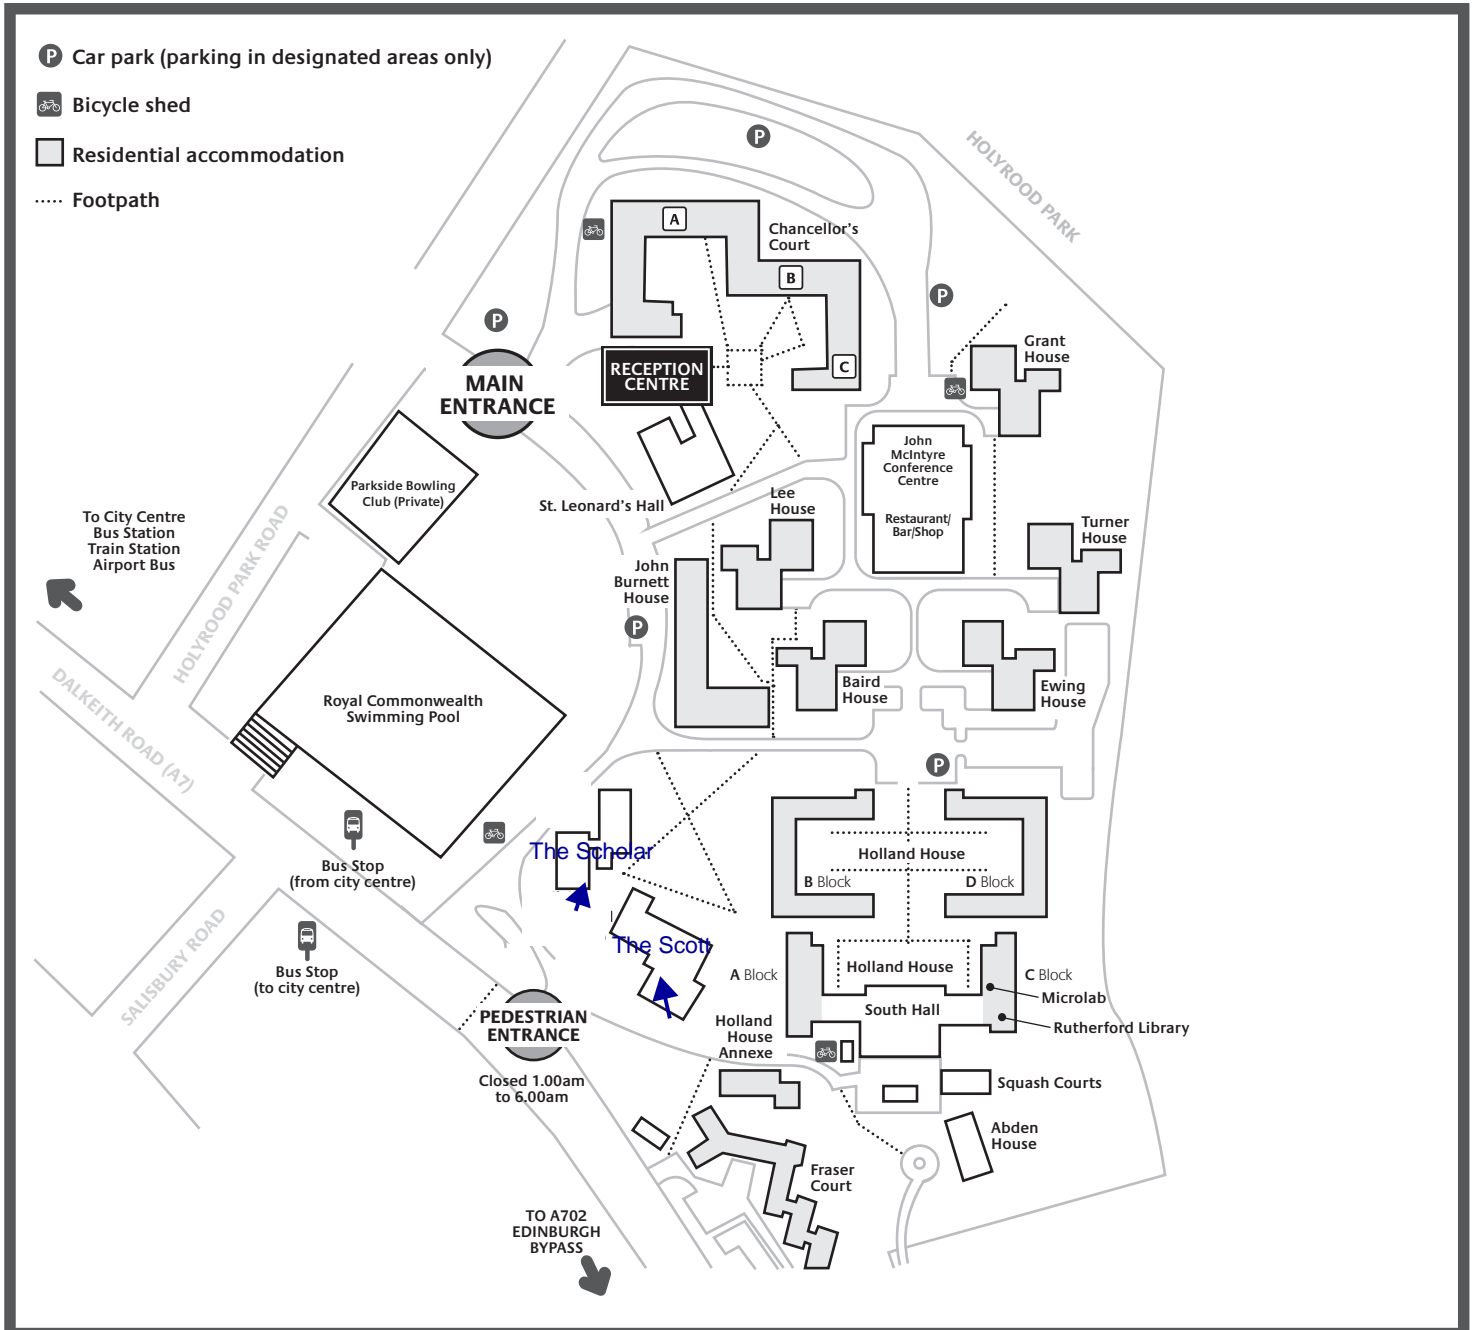 P Car park (parking in designated areas only)
Bicycle shed
Residential accommodation
Footpath
P
HOLYROOD PARK
A
Chancellor's
Court
B
C
P
P
MAIN
ENTRANCE
RECEPTION
CENTRE
Grant
House
John
McIntyre
Conference
Centre
Restaurant/
Bar/Shop
Parkside Bowling
Club (Private)
St. Leonard's Hall
Lee
House
Turner
House
To City Centre
Bus Station
Train Station
Airport Bus
HOLYROOD PARK ROAD
John
Burnett
House
P
DALKEITH ROAD (A7)
Royal Commonwealth
Swimming Pool
Baird
House
Ewing
House
P
Bus Stop
(from city centre)
The Scholar
Holland House
B Block
D Block
SALISBURY ROAD
Bus Stop
(to city centre)
The Scott
A Block
Holland House
C Block
Microlab
South Hall
Rutherford Library
PEDESTRIAN
ENTRANCE
Closed 1.00am
to 6.00am
Holland
House
Annexe
Squash Courts
Abden
House
Fraser
Court
TO A702
EDINBURGH
BYPASS